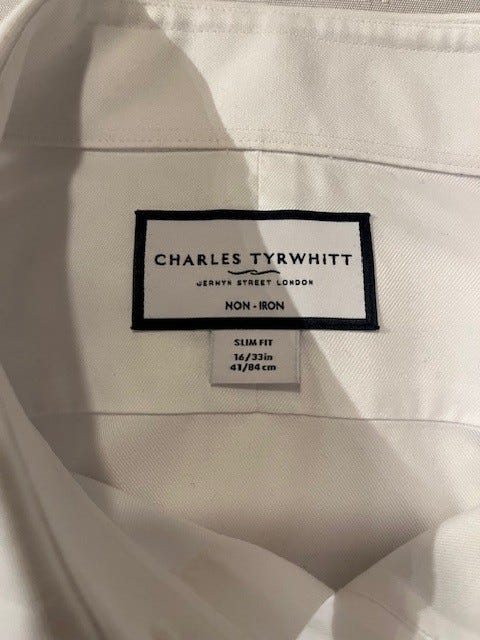 CHARLES TYRWHITT
JERMYN STREET LONDON
NON - IRON
SLIM FIT
16/33in
41/84cm